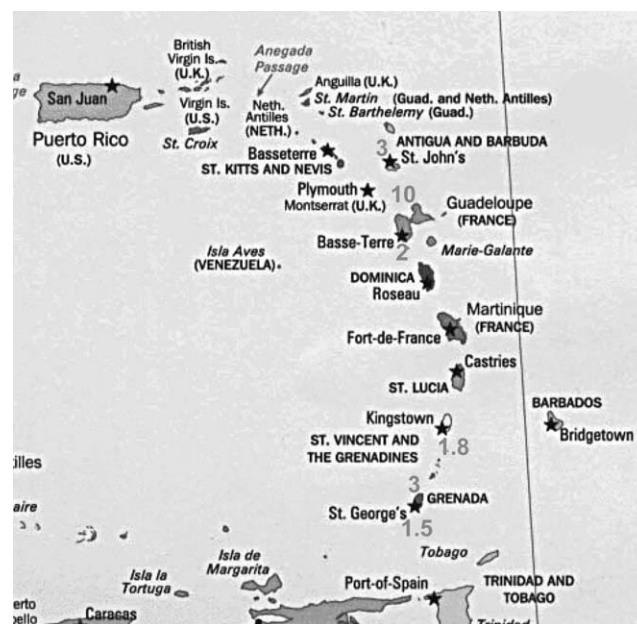 British
Virgin Is.
(U.K.)
Anegada
Passage
San Juan
Puerto Rico
(U.S.)
Virgin Is.
(U.S.)
St. Croix
Neth.
Antilles
(NETH.)
Anguilla (U.K.)
St. Martin (Guad. and Neth. Antilles)
St. Barthelemy (Guad.)
3
ANTIGUA AND BARBUDA
St. John's
Basseterre
ST. KITTS AND NEVIS
Plymouth
Montserrat (U.K.)
10
Guadeloupe
(FRANCE)
Basse-Terre
2
Marie-Galante
Isla Aves
(VENEZUELA)
DOMINICA
Roseau
Martinique
(FRANCE)
Fort-de-France
Castries
ST. LUCIA
BARBADOS
Bridgetown
Kingstown
1.8
ST. VINCENT AND
THE GRENADINES
illes
aire
3
GRENADA
St. George's
1.5
Tobago
Isla de
Margarita
Isla la
Tortuga
Port-of-Spain
TRINIDAD AND
TOBAGO
Trinidad
erto
bello
Caracas